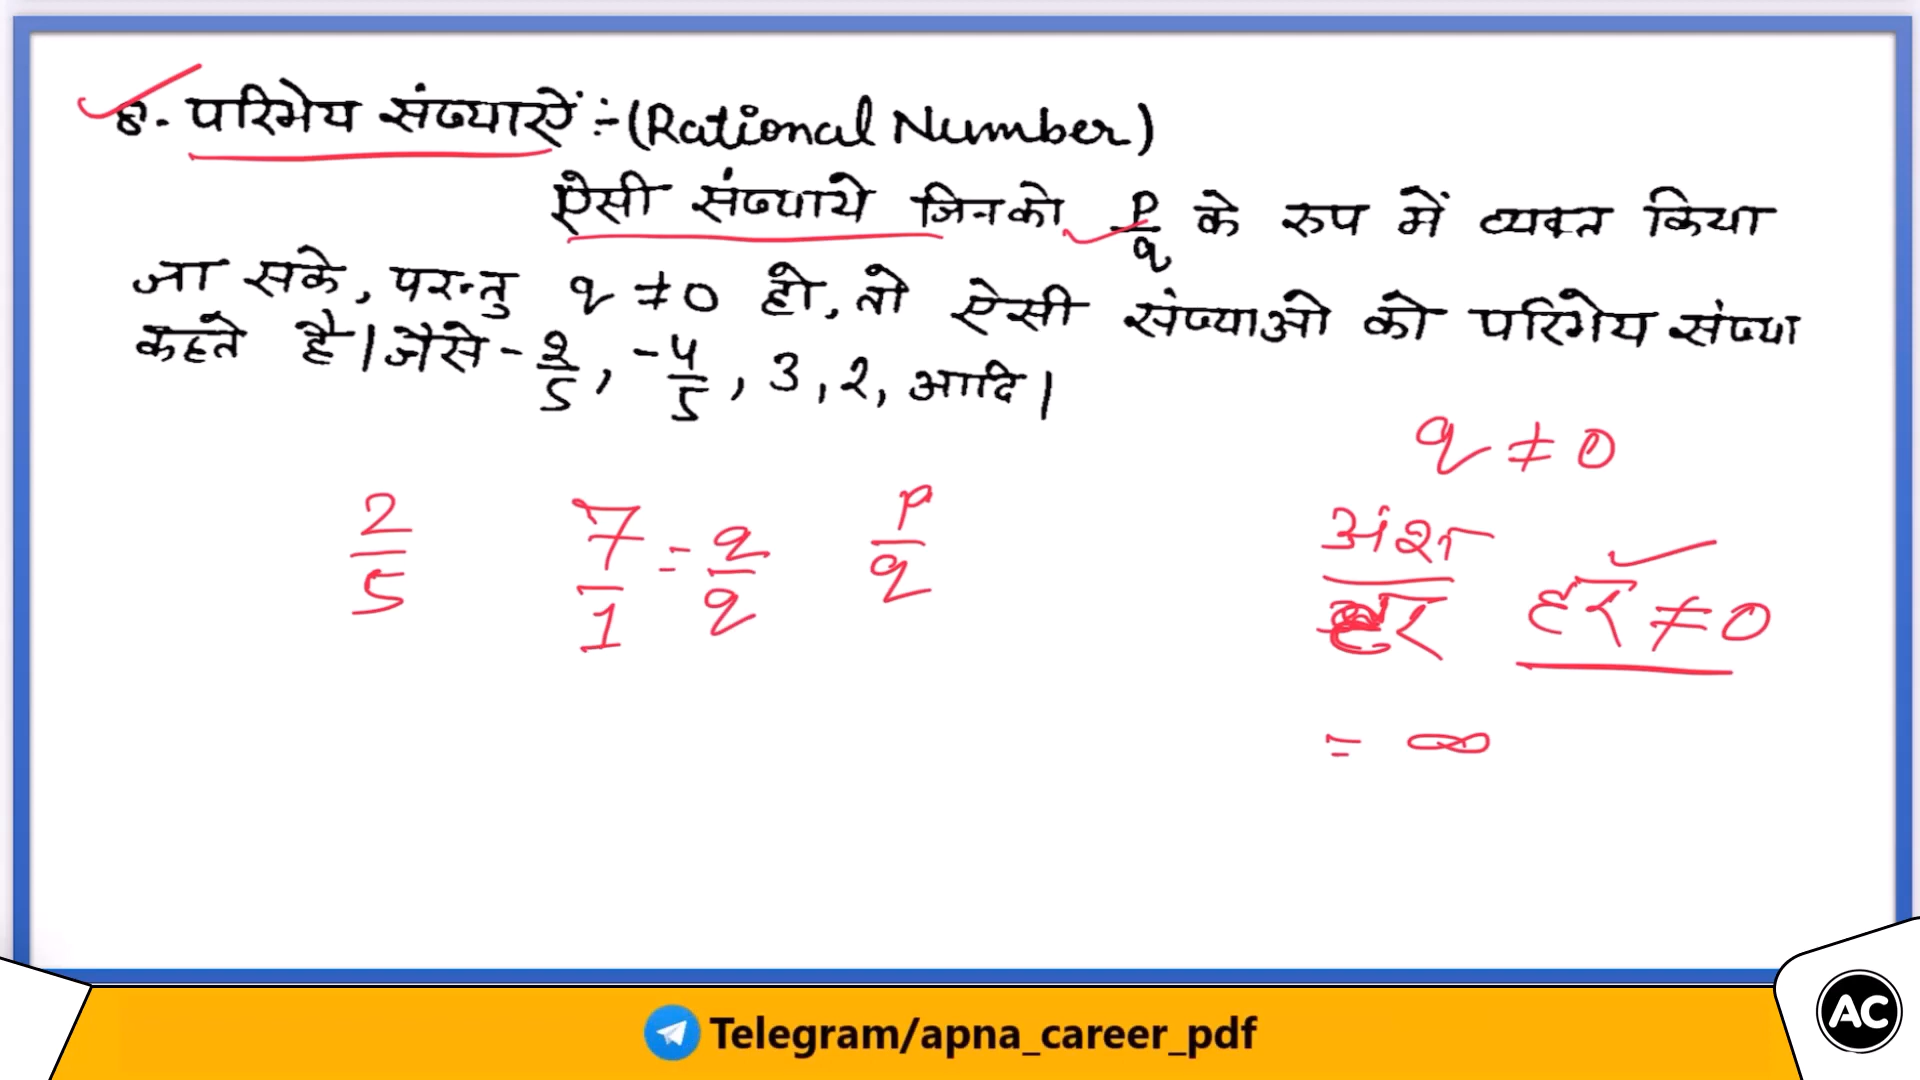 8. परिमेय संख्याऐं :- (Rational Number)
ऐसी संख्याये जिनको p/q के रुप में व्यक्त किया
जा सके, परन्तु q ≠ 0 हो, तो ऐसी संख्याओ को परिमेय संख्या
कहते है। जैसे - 2/5, -4/5, 3, 2, आदि।
q ≠ 0
2/5 7/1 = q/q p/q
अंश/हर हर ≠ 0
= ∞
Telegram/apna_career_pdf
AC